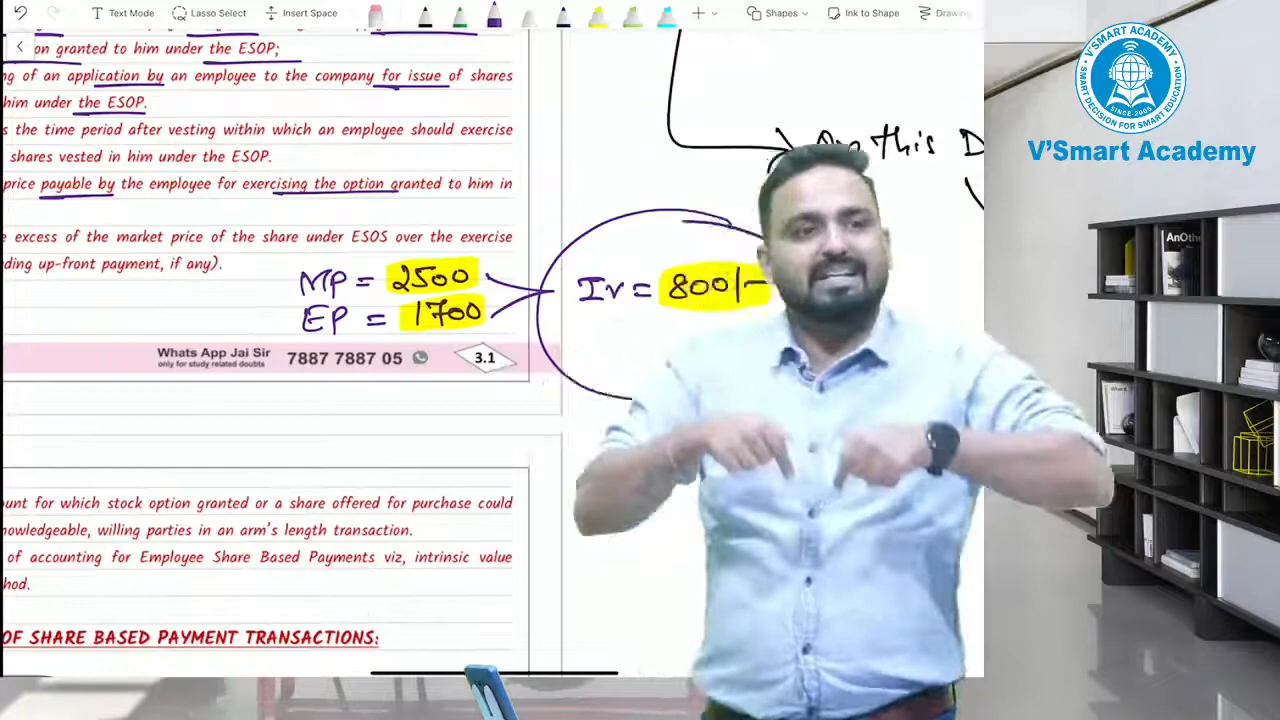 Text Mode Lasso Select Insert Space Shapes Ink to Shape Drawing
on granted to him under the ESOP;
ng of an application by an employee to the company for issue of shares
him under the ESOP.
s the time period after vesting within which an employee should exercise
shares vested in him under the ESOP.
price payable by the employee for exercising the option granted to him in
e excess of the market price of the share under ESOS over the exercise
ding up-front payment, if any).
MP = 2500
EP = 1700
Iv = 800/-
this D
Whats App Jai Sir
only for study related doubts
7887 7887 05
3.1
ount for which stock option granted or a share offered for purchase could
nowledgeable, willing parties in an arm's length transaction.
of accounting for Employee Share Based Payments viz, intrinsic value
hod.
OF SHARE BASED PAYMENT TRANSACTIONS:
V'SMART ACADEMY
SINCE-2005
SMART DECISION FOR SMART EDUCATION
V'Smart Academy
AnOthe